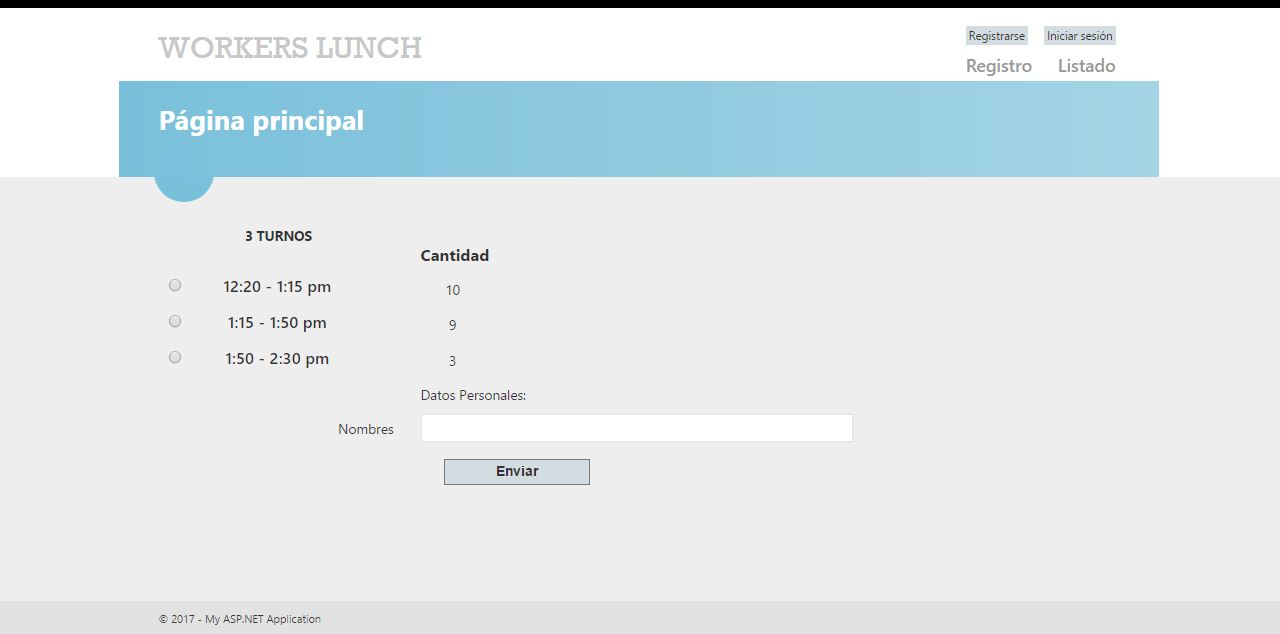 WORKERS LUNCH
Registrarse Iniciar sesión
Registro Listado
Página principal
3 TURNOS
Cantidad
12:20 - 1:15 pm 10
1:15 - 1:50 pm 9
1:50 - 2:30 pm 3
Datos Personales:
Nombres
Enviar
© 2017 - My ASP.NET Application